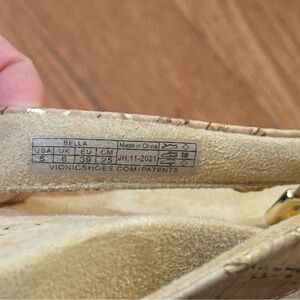 BELLA
USA UK EU CM
8 6 39 25
Made in China
JH.11-2021
VIONICSHOES.COM/PATENTS